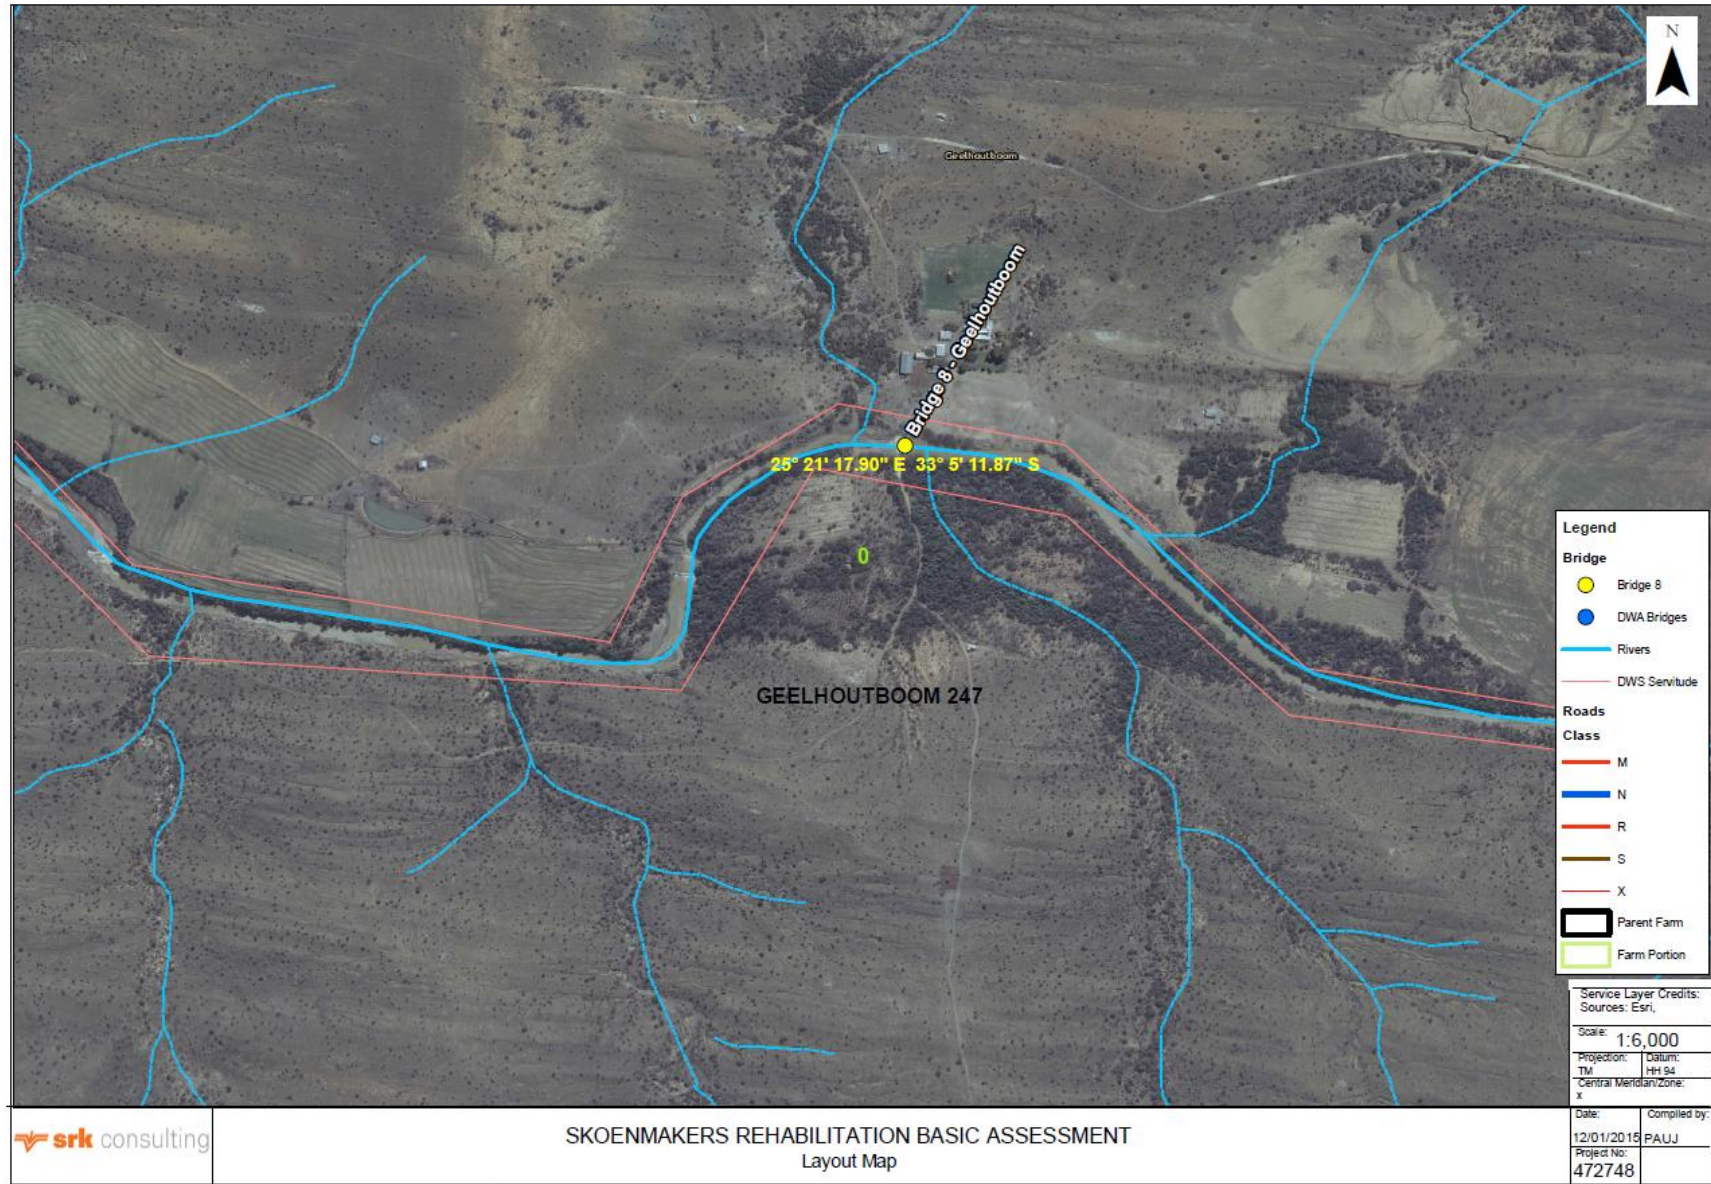 N
Geelhoutboom
Bridge 8 - Geelhoutboom
25° 21' 17.90" E 33° 5' 11.87" S
0
GEELHOUTBOOM 247
Legend
Bridge
Bridge 8
DWA Bridges
Rivers
DWS Servitude
Roads
Class
M
N
R
S
X
Parent Farm
Farm Portion
Service Layer Credits:
Sources: Esri,
Scale: 1:6,000
Projection: Datum:
TM HH 94
Central Meridian/Zone:
x
srk consulting
SKOENMAKERS REHABILITATION BASIC ASSESSMENT
Layout Map
Date: Compiled by:
12/01/2015 PAUJ
Project No:
472748